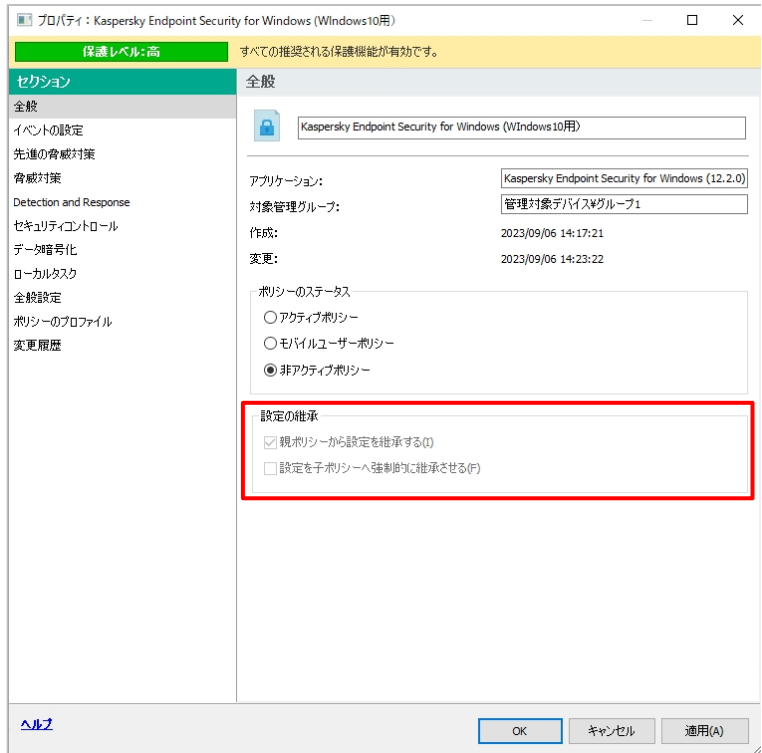 プロパティ：Kaspersky Endpoint Security for Windows (WIndows10用)
保護レベル:高
すべての推奨される保護機能が有効です。
セクション
全般
イベントの設定
先進の脅威対策
脅威対策
Detection and Response
セキュリティコントロール
データ暗号化
ローカルタスク
全般設定
ポリシーのプロファイル
変更履歴
全般
Kaspersky Endpoint Security for Windows (WIndows10用)
アプリケーション:
Kaspersky Endpoint Security for Windows (12.2.0)
対象管理グループ:
管理対象デバイス¥グループ1
作成:
2023/09/06 14:17:21
変更:
2023/09/06 14:23:22
ポリシーのステータス
アクティブポリシー
モバイルユーザーポリシー
非アクティブポリシー
設定の継承
親ポリシーから設定を継承する(I)
設定を子ポリシーへ強制的に継承させる(F)
ヘルプ
OK
キャンセル
適用(A)